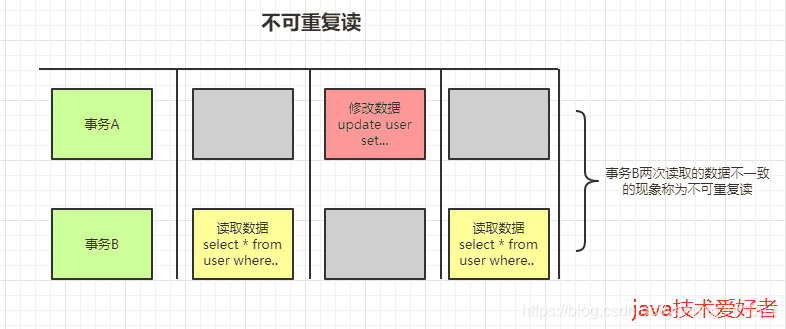 不可重复读
事务A
修改数据
update user
set...
事务B
读取数据
select * from
user where..
读取数据
select * from
user where..
事务B两次读取的数据不一致
的现象称为不可重复读
java技术爱好者